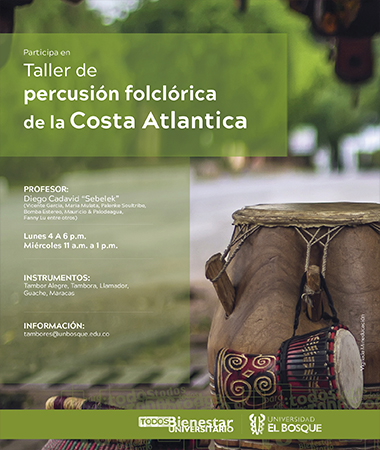 Participa en
Taller de
percusión folclórica
de la Costa Atlantica
PROFESOR:
Diego Cadavid "Sebelek"
(Vicente García, María Mulata, Palenke Soultribe,
Bomba Estereo, Mauricio & Palodeagua,
Fanny Lu entre otros)
Lunes 4 A 6 p.m.
Miércoles 11 a.m. a 1 p.m.
INSTRUMENTOS:
Tambor Alegre, Tambora, Llamador,
Guache, Maracas
INFORMACIÓN:
tambores@unbosque.edu.co
TODOS Bienestar
UNIVERSITARIO
UNIVERSIDAD
EL BOSQUE